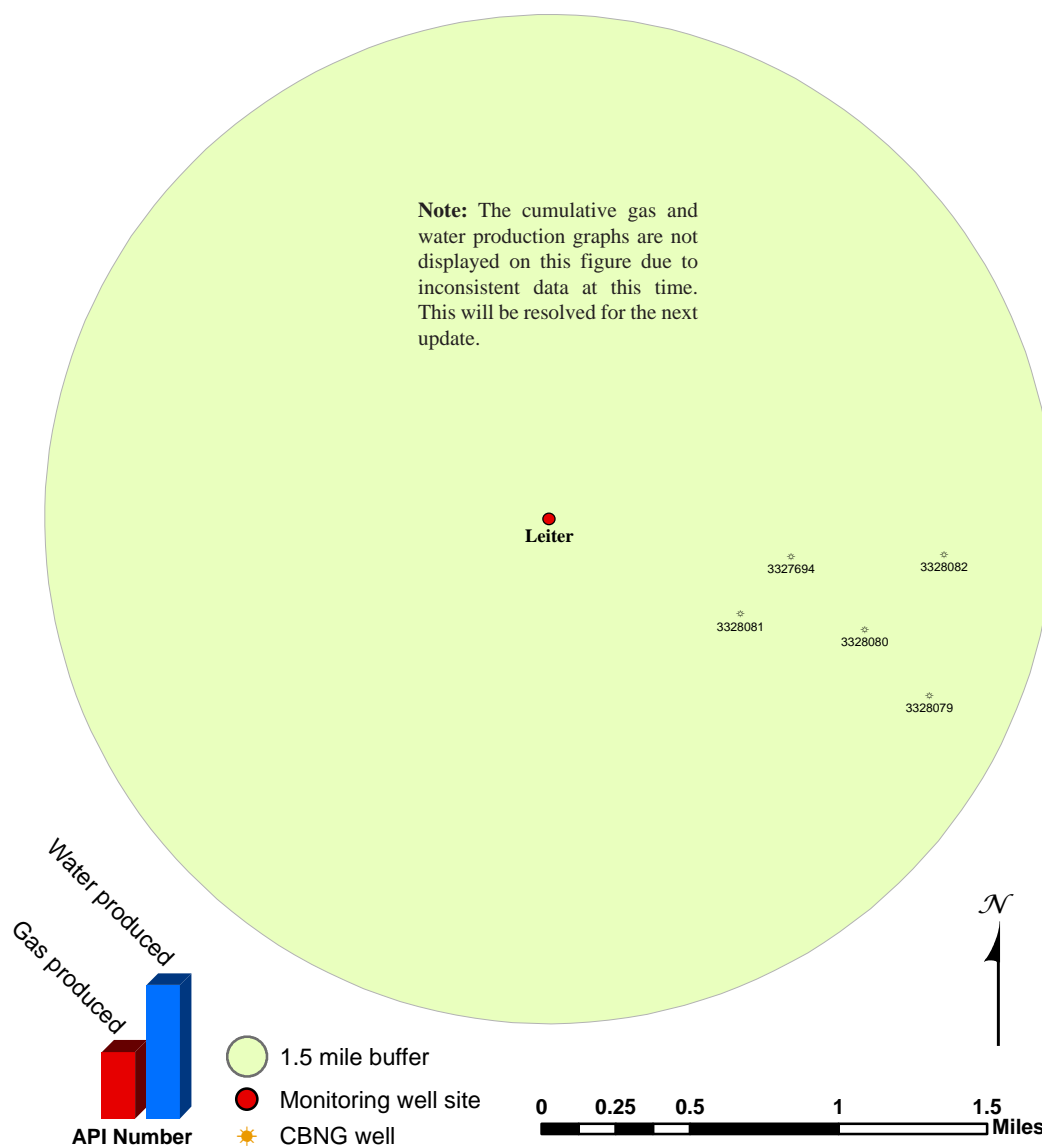 Note: The cumulative gas and
water production graphs are not
displayed on this figure due to
inconsistent data at this time.
This will be resolved for the next
update.
Leiter
3327694
3328082
3328081
3328080
3328079
Water produced
Gas produced
API Number
1.5 mile buffer
Monitoring well site
CBNG well
N
0 0.25 0.5 1 1.5
Miles